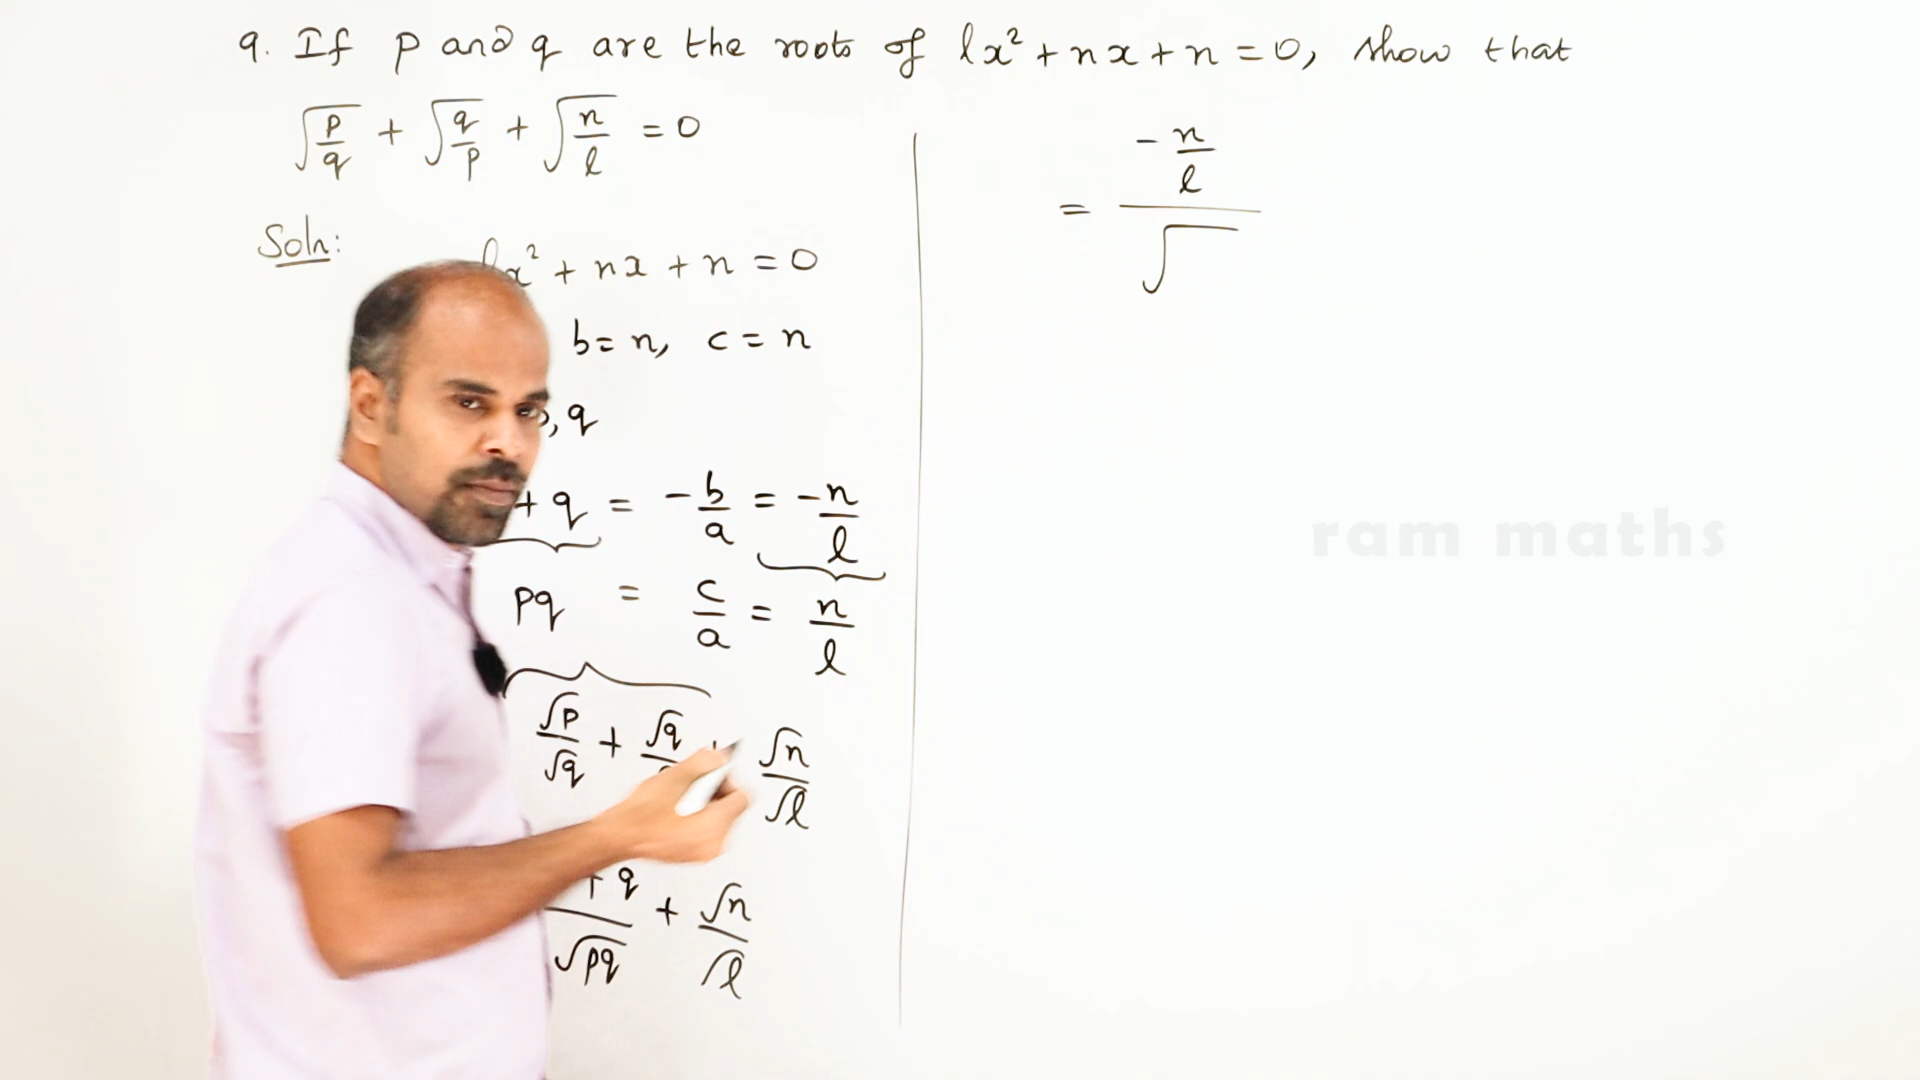 9. If p and q are the roots of lx² + nx + n = 0, show that
√(p/q) + √(q/p) + √(n/l) = 0
Soln:
lx² + nx + n = 0
b = n, c = n
, q
+ q = -b/a = -n/l
pq = c/a = n/l
√p/√q + √q + √n/√l
+ q/√pq + √n/√l
= (-n/l)/√
ram maths